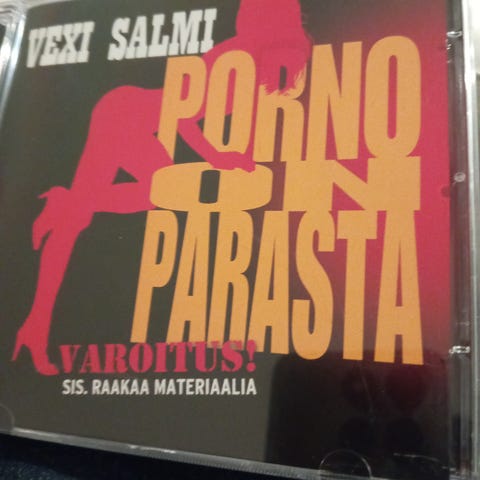 VEXI SALMI
PORNO
ON
PARASTA
VAROITUS!
SIS. RAAKAA MATERIAALIA